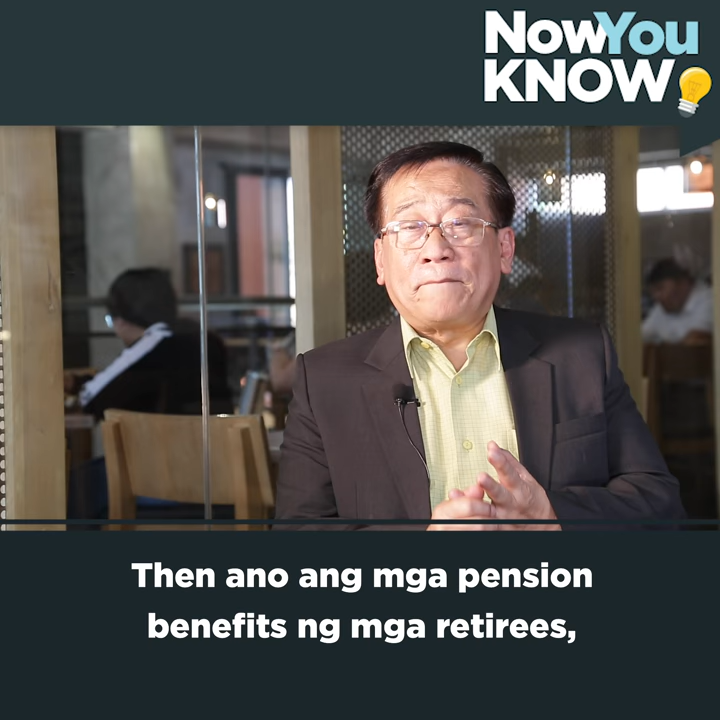 NowYou
KNOW
Then ano ang mga pension
benefits ng mga retirees,